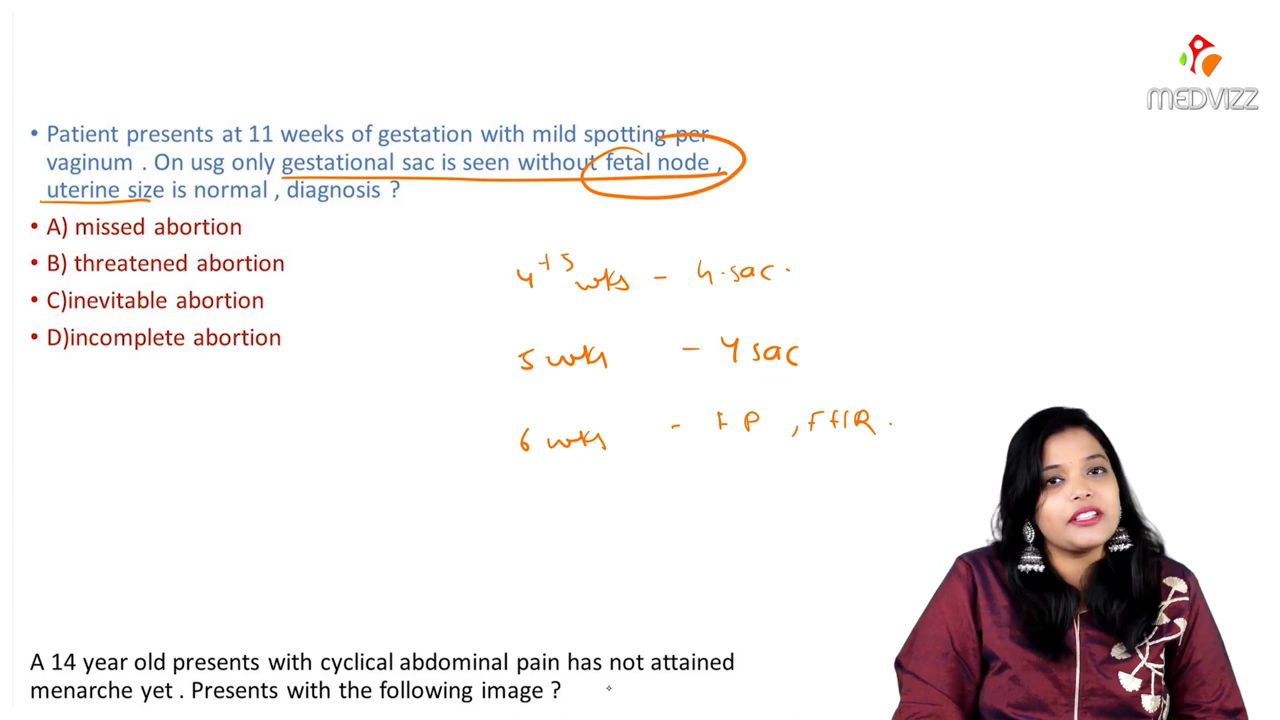 MEDVIZZ
• Patient presents at 11 weeks of gestation with mild spotting per
vaginum . On usg only gestational sac is seen without fetal node ,
uterine size is normal , diagnosis ?
• A) missed abortion
• B) threatened abortion
• C)inevitable abortion
• D)incomplete abortion
4+5 wks - G.sac.
5 wks - Y sac
6 wks - FP , FHR.
A 14 year old presents with cyclical abdominal pain has not attained
menarche yet . Presents with the following image ?